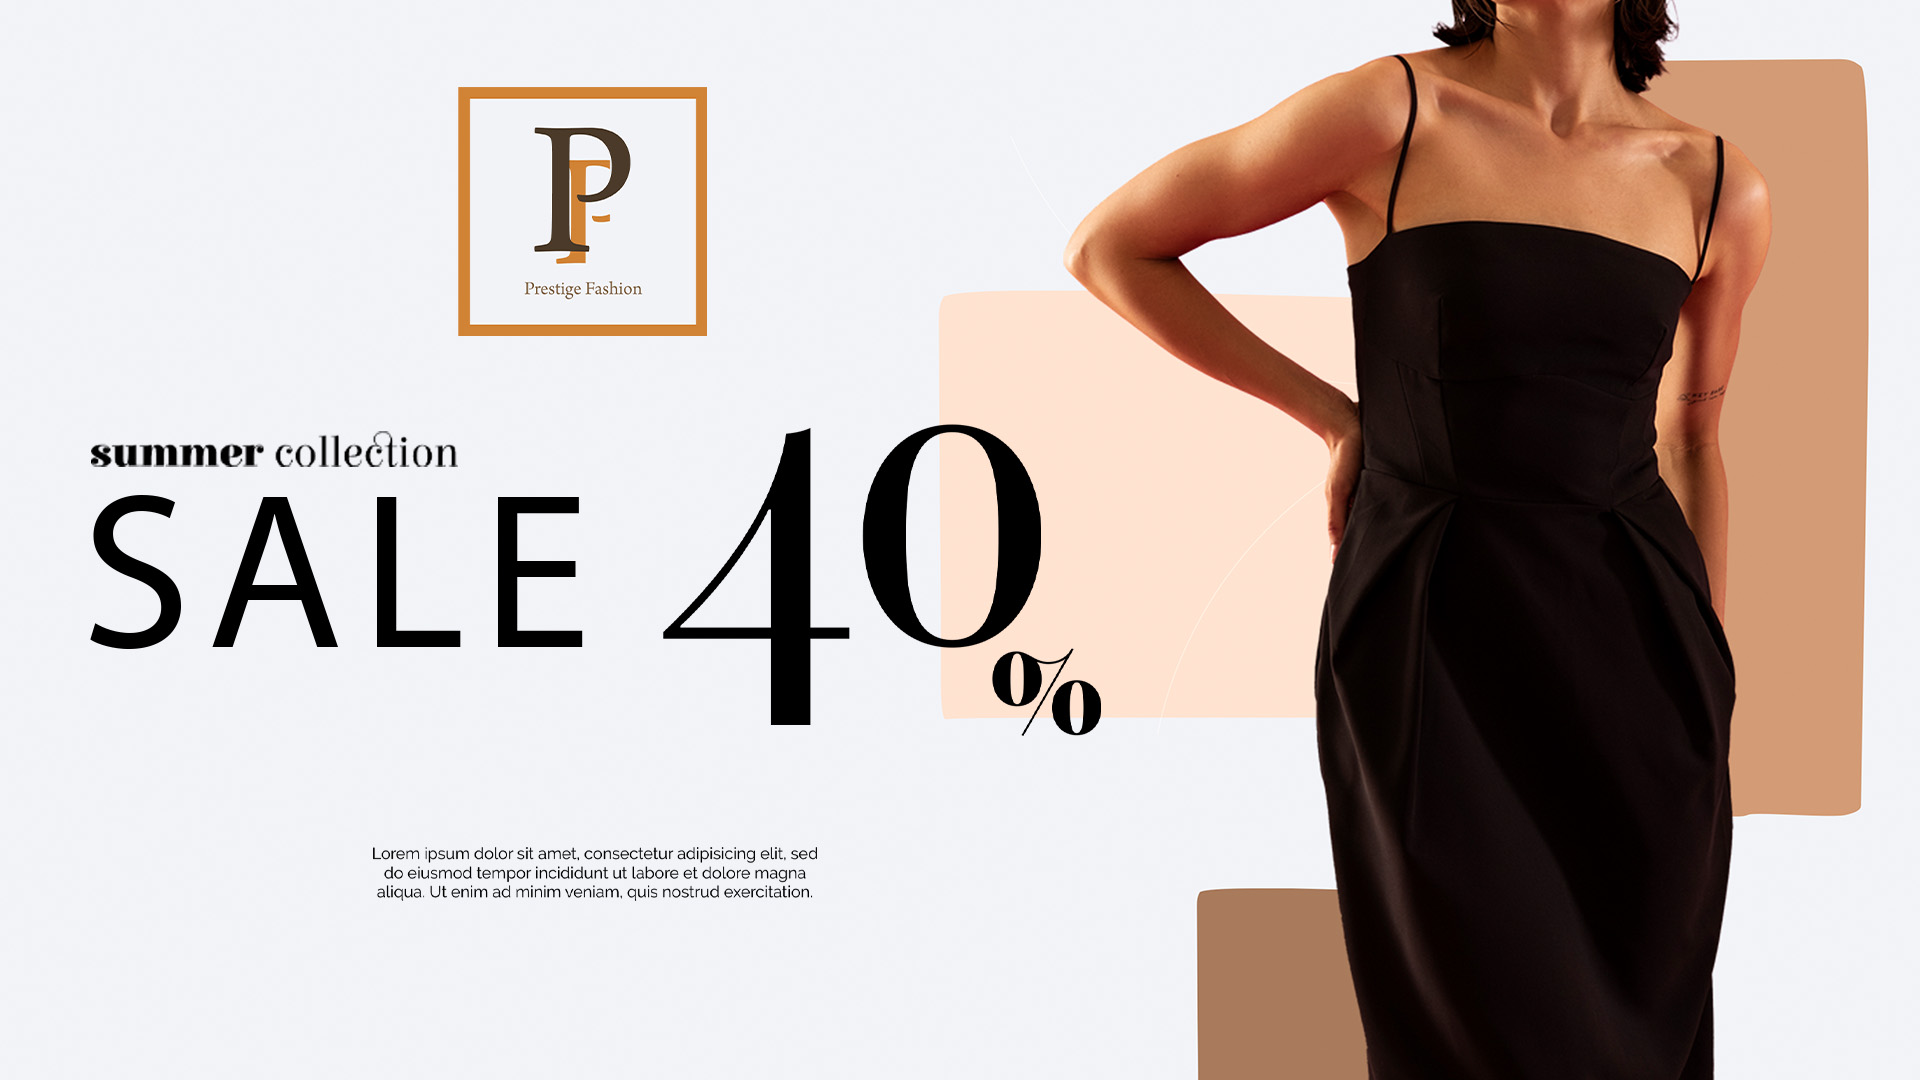 PF
Prestige Fashion
summer collection
SALE 40%
Lorem ipsum dolor sit amet, consectetur adipisicing elit, sed
do eiusmod tempor incididunt ut labore et dolore magna
aliqua. Ut enim ad minim veniam, quis nostrud exercitation.